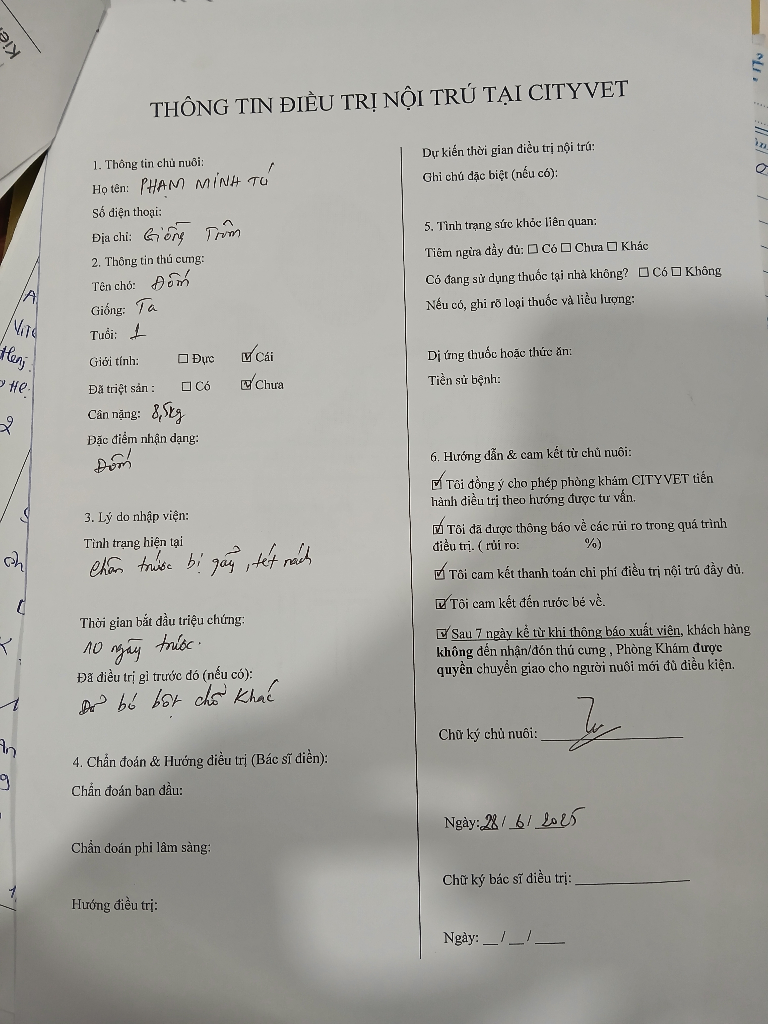 THÔNG TIN ĐIỀU TRỊ NỘI TRÚ TẠI CITYVET
1. Thông tin chủ nuôi:
Họ tên: PHẠM MINH TÚ
Số điện thoại:
Địa chỉ: Giồng Trôm
2. Thông tin thú cưng:
Tên chó: Đốm
Giống: Ta
Tuổi: 1
Giới tính: ☐ Đực ☑ Cái
Đã triệt sản : ☐ Có ☑ Chưa
Cân nặng: 8,5kg
Đặc điểm nhận dạng:
Đốm
3. Lý do nhập viện:
Tình trạng hiện tại
Chân trước bị gãy, tét nách
Thời gian bắt đầu triệu chứng:
10 ngày trước.
Đã điều trị gì trước đó (nếu có):
bó bột chỗ khác
4. Chẩn đoán & Hướng điều trị (Bác sĩ điền):
Chẩn đoán ban đầu:
Chẩn đoán phi lâm sàng:
Hướng điều trị:
Dự kiến thời gian điều trị nội trú:
Ghi chú đặc biệt (nếu có):
5. Tình trạng sức khỏe liên quan:
Tiêm ngừa đầy đủ: ☐ Có ☐ Chưa ☐ Khác
Có đang sử dụng thuốc tại nhà không? ☐ Có ☐ Không
Nếu có, ghi rõ loại thuốc và liều lượng:
Dị ứng thuốc hoặc thức ăn:
Tiền sử bệnh:
6. Hướng dẫn & cam kết từ chủ nuôi:
☑ Tôi đồng ý cho phép phòng khám CITYVET tiến
hành điều trị theo hướng được tư vấn.
☑ Tôi đã được thông báo về các rủi ro trong quá trình
điều trị. ( rủi ro: %)
☑ Tôi cam kết thanh toán chi phí điều trị nội trú đầy đủ.
☑ Tôi cam kết đến rước bé về.
☑ Sau 7 ngày kể từ khi thông báo xuất viện, khách hàng
không đến nhận/đón thú cưng , Phòng Khám được
quyền chuyển giao cho người nuôi mới đủ điều kiện.
Chữ ký chủ nuôi:
Ngày: 28/ 6/ 2025
Chữ ký bác sĩ điều trị:
Ngày: __/__/____